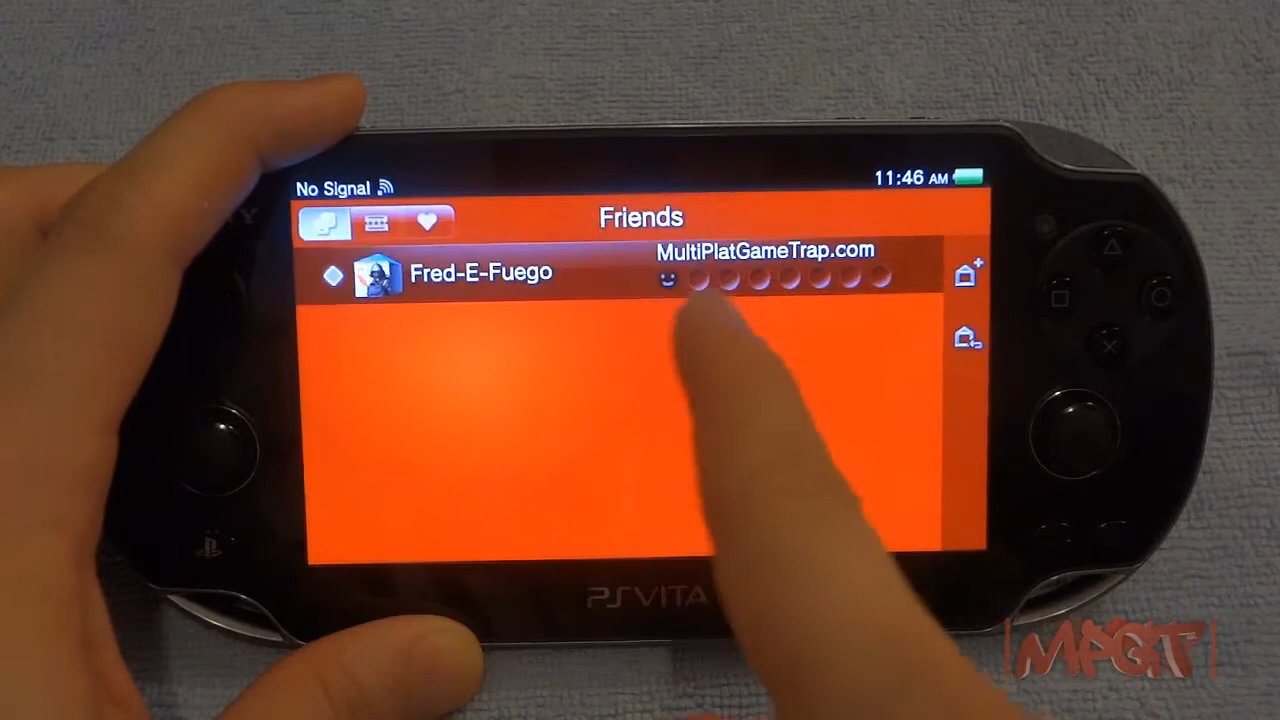 No Signal
11:46 AM
Friends
MultiPlatGameTrap.com
Fred-E-Fuego
PSVITA
MPGT